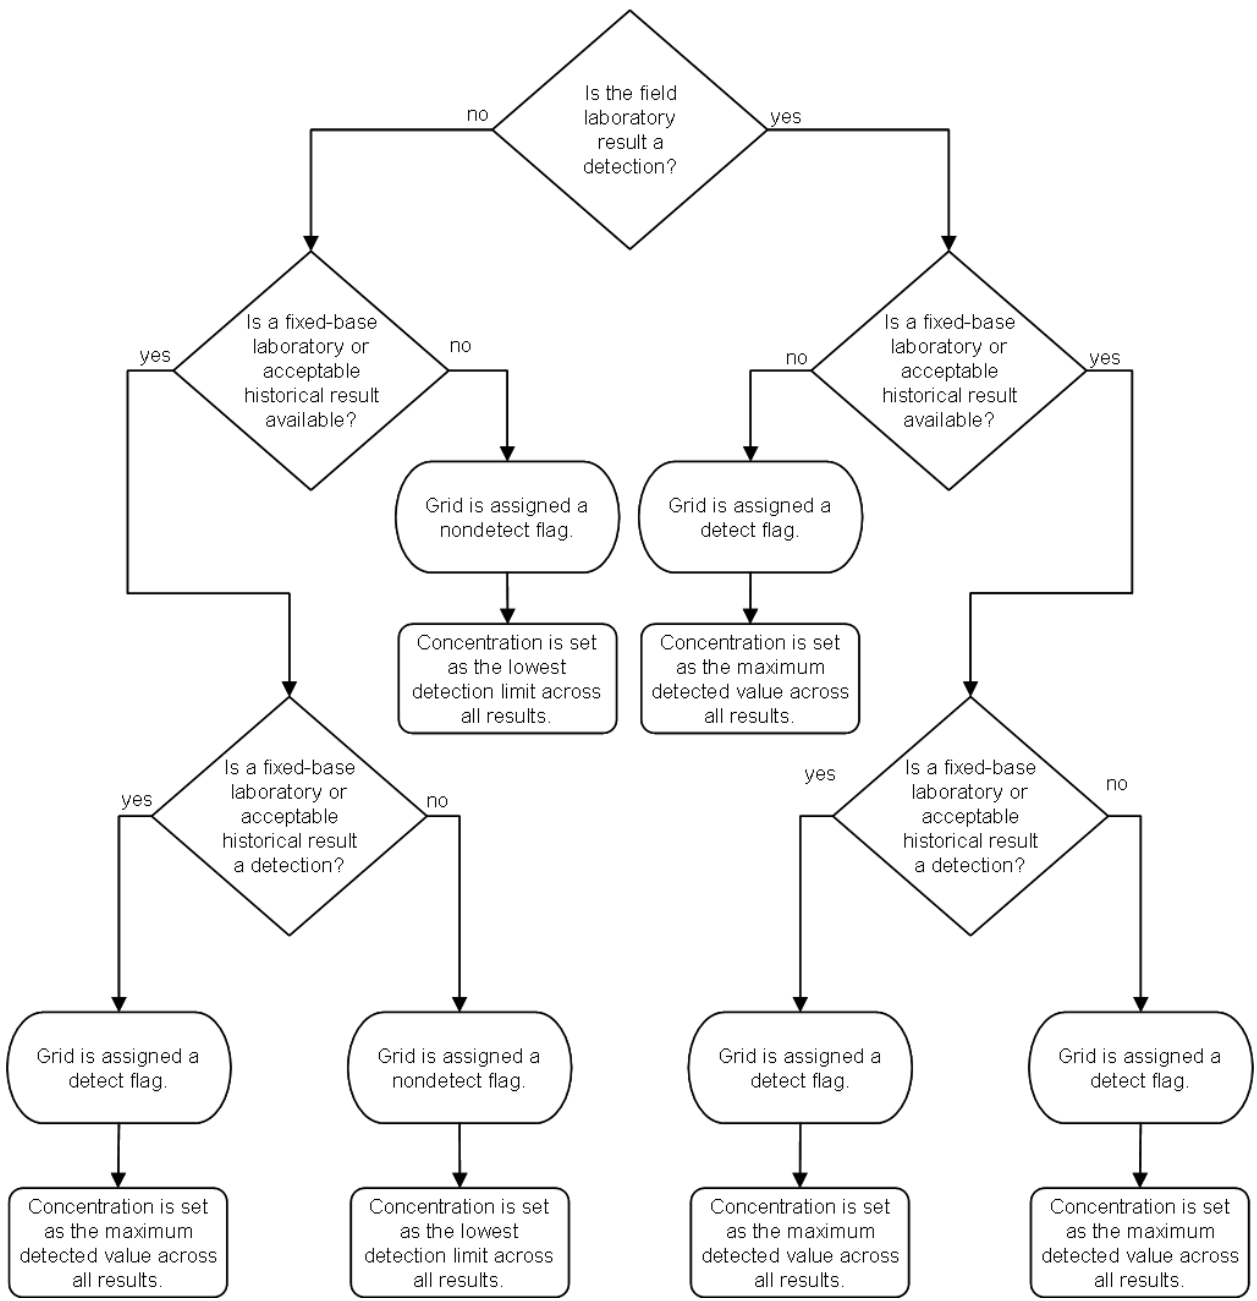 Is the field
laboratory
result a
detection?
no
yes
Is a fixed-base
laboratory or
acceptable
historical result
available?
yes
no
Is a fixed-base
laboratory or
acceptable
historical result
available?
no
yes
Grid is assigned a
nondetect flag.
Grid is assigned a
detect flag.
Concentration is set
as the lowest
detection limit across
all results.
Concentration is set
as the maximum
detected value across
all results.
Is a fixed-base
laboratory or
acceptable
historical result
a detection?
yes
no
Is a fixed-base
laboratory or
acceptable
historical result
a detection?
yes
no
Grid is assigned a
detect flag.
Grid is assigned a
nondetect flag.
Grid is assigned a
detect flag.
Grid is assigned a
detect flag.
Concentration is set
as the maximum
detected value across
all results.
Concentration is set
as the lowest
detection limit across
all results.
Concentration is set
as the maximum
detected value across
all results.
Concentration is set
as the maximum
detected value across
all results.